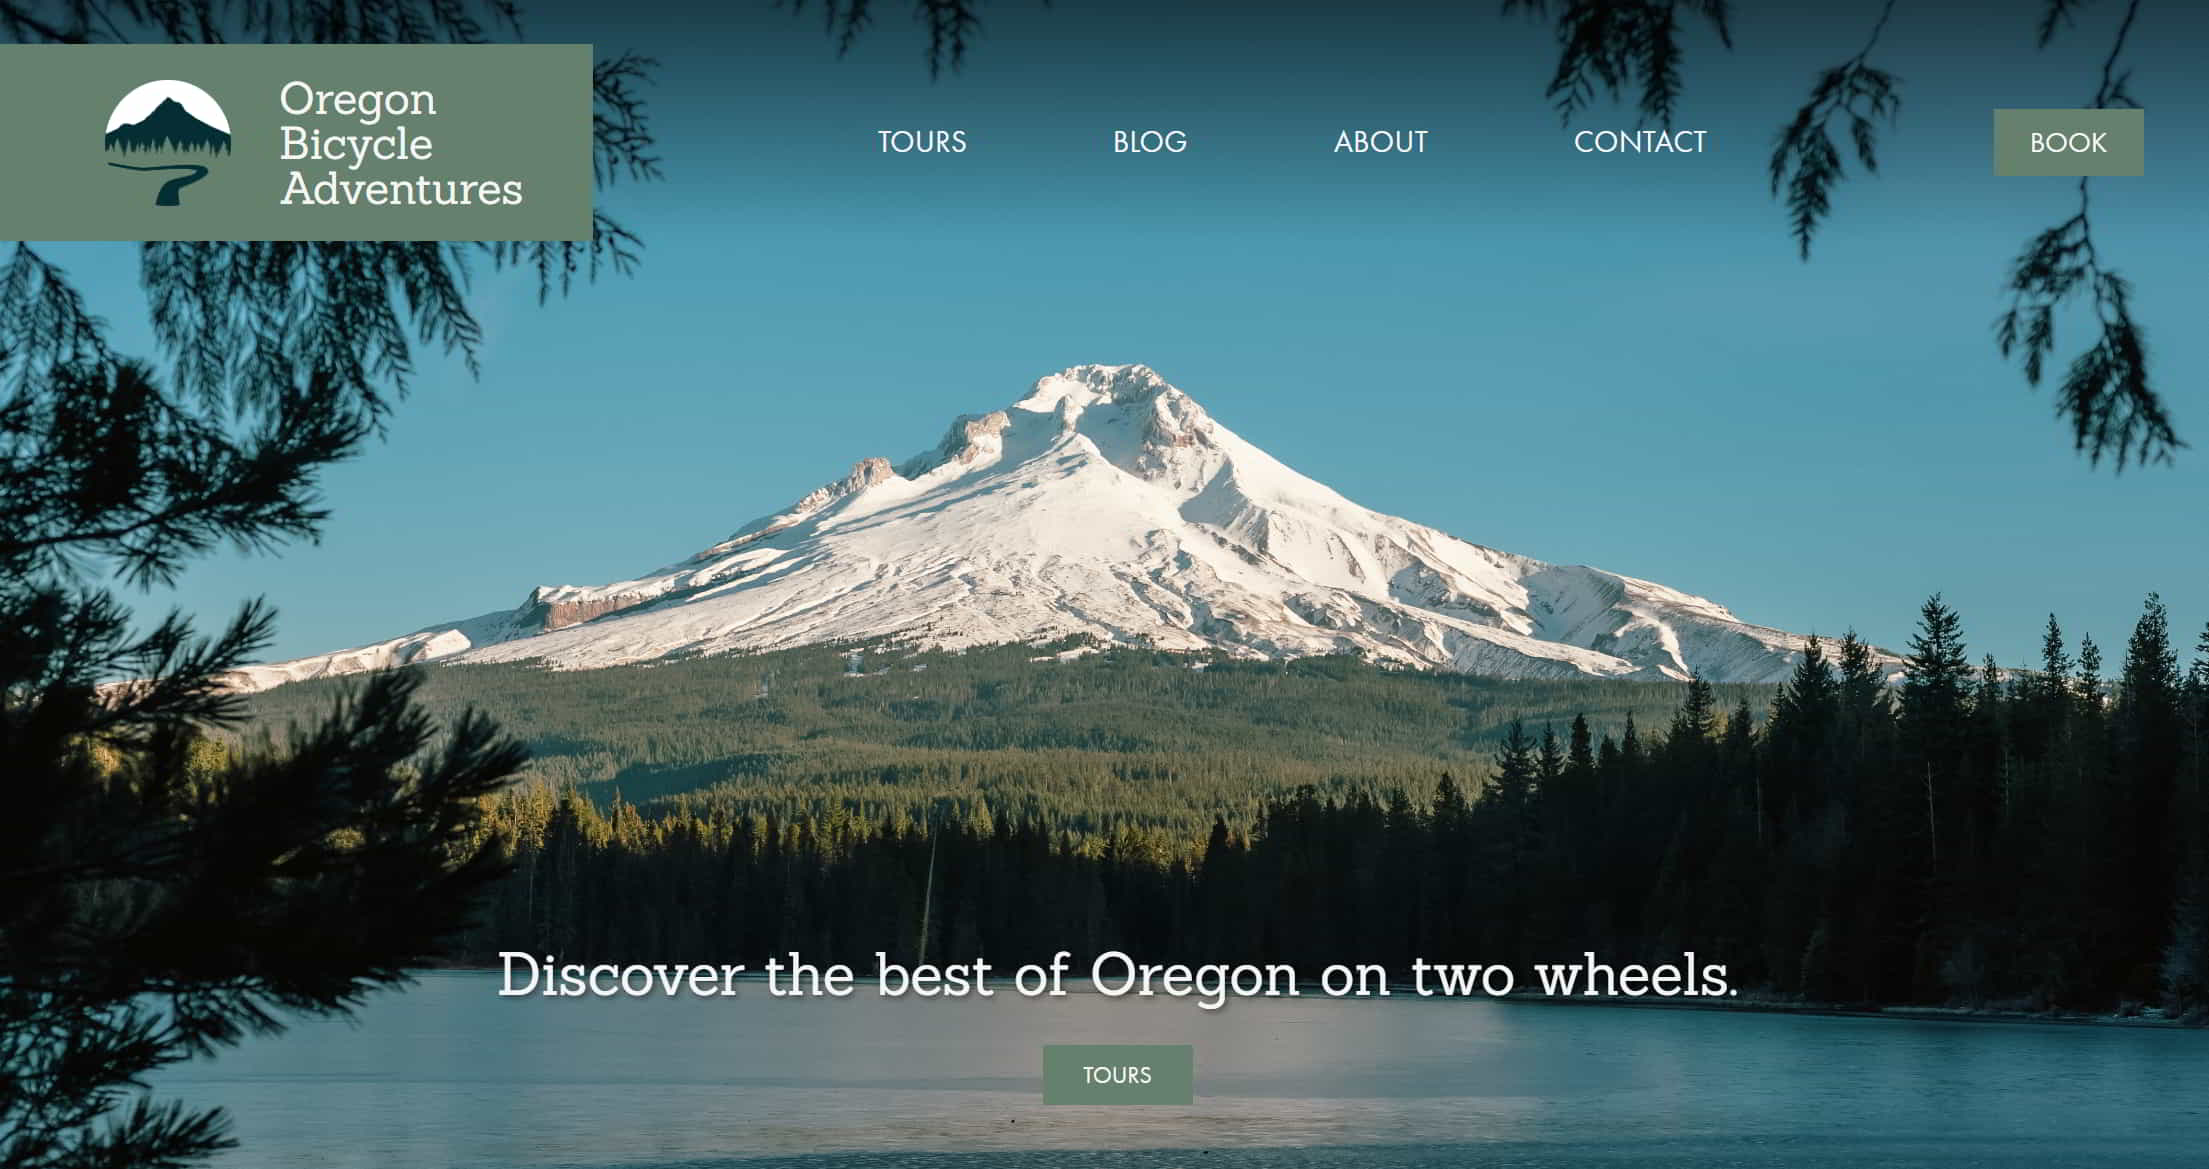 Oregon
Bicycle
Adventures
TOURS BLOG ABOUT CONTACT BOOK
Discover the best of Oregon on two wheels.
TOURS